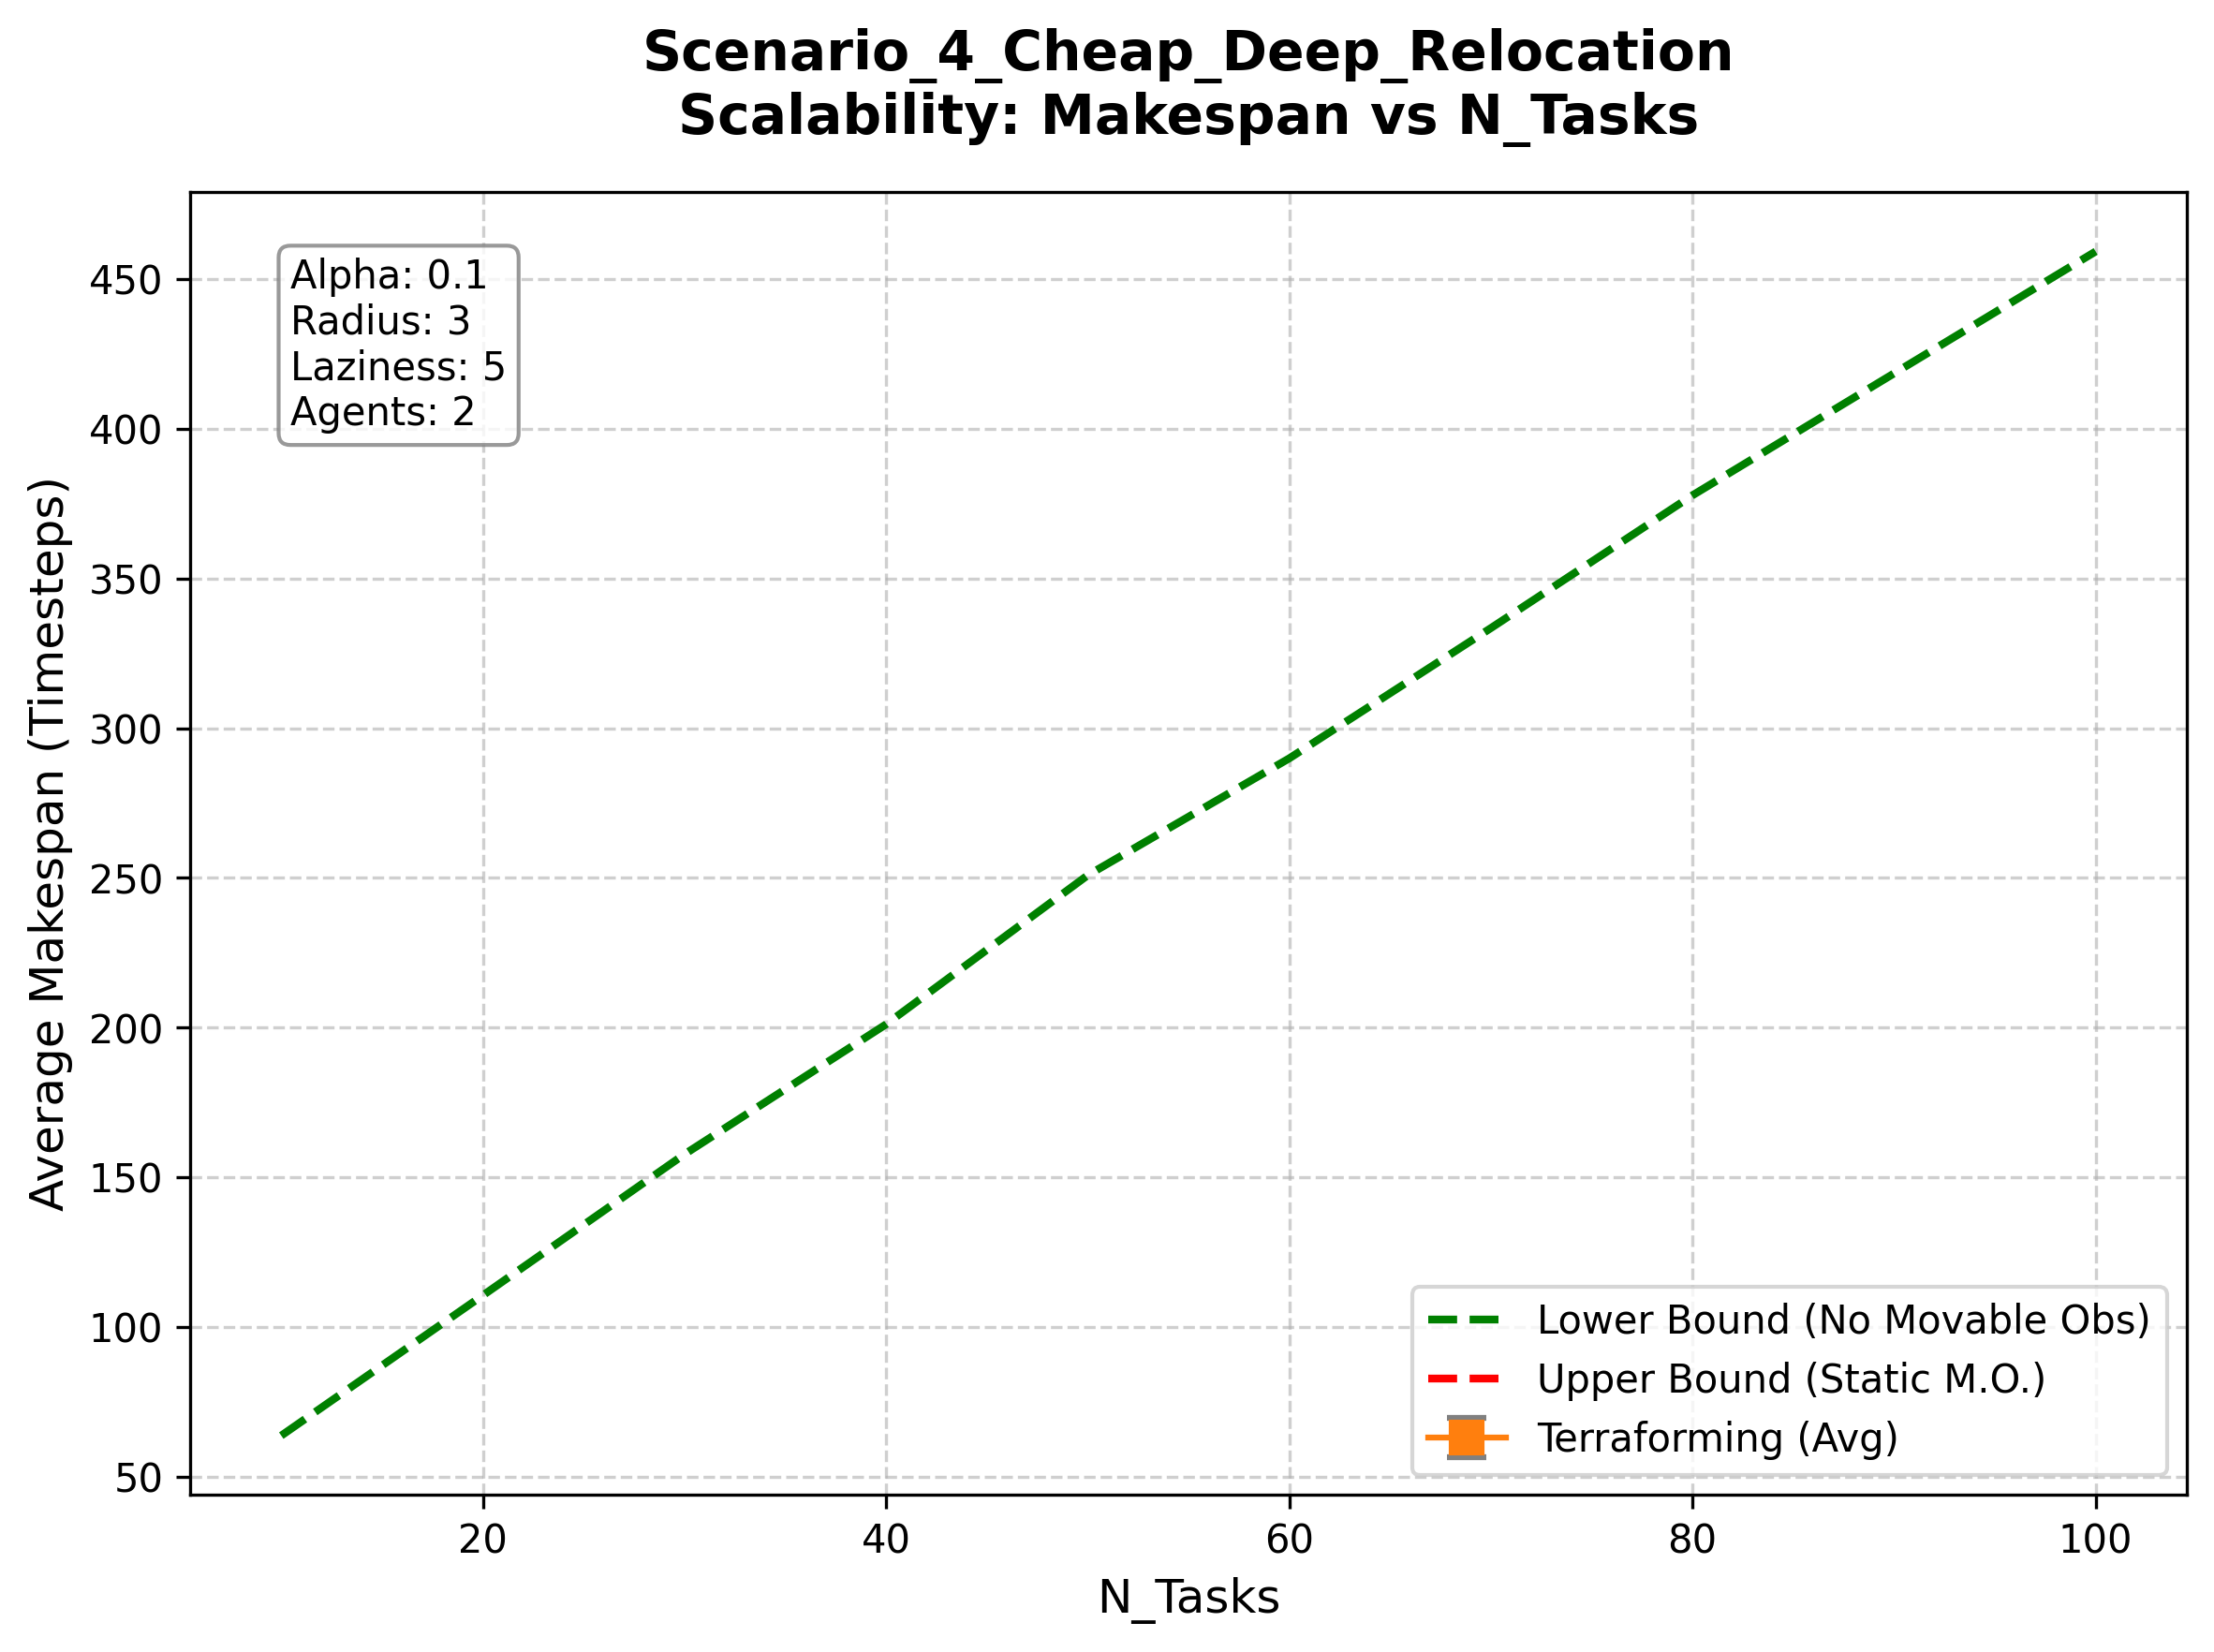 Scenario_4_Cheap_Deep_Relocation
Scalability: Makespan vs N_Tasks
Alpha: 0.1
Radius: 3
Laziness: 5
Agents: 2
Average Makespan (Timesteps)
450
400
350
300
250
200
150
100
50
Lower Bound (No Movable Obs)
Upper Bound (Static M.O.)
Terraforming (Avg)
20
40
60
80
100
N_Tasks